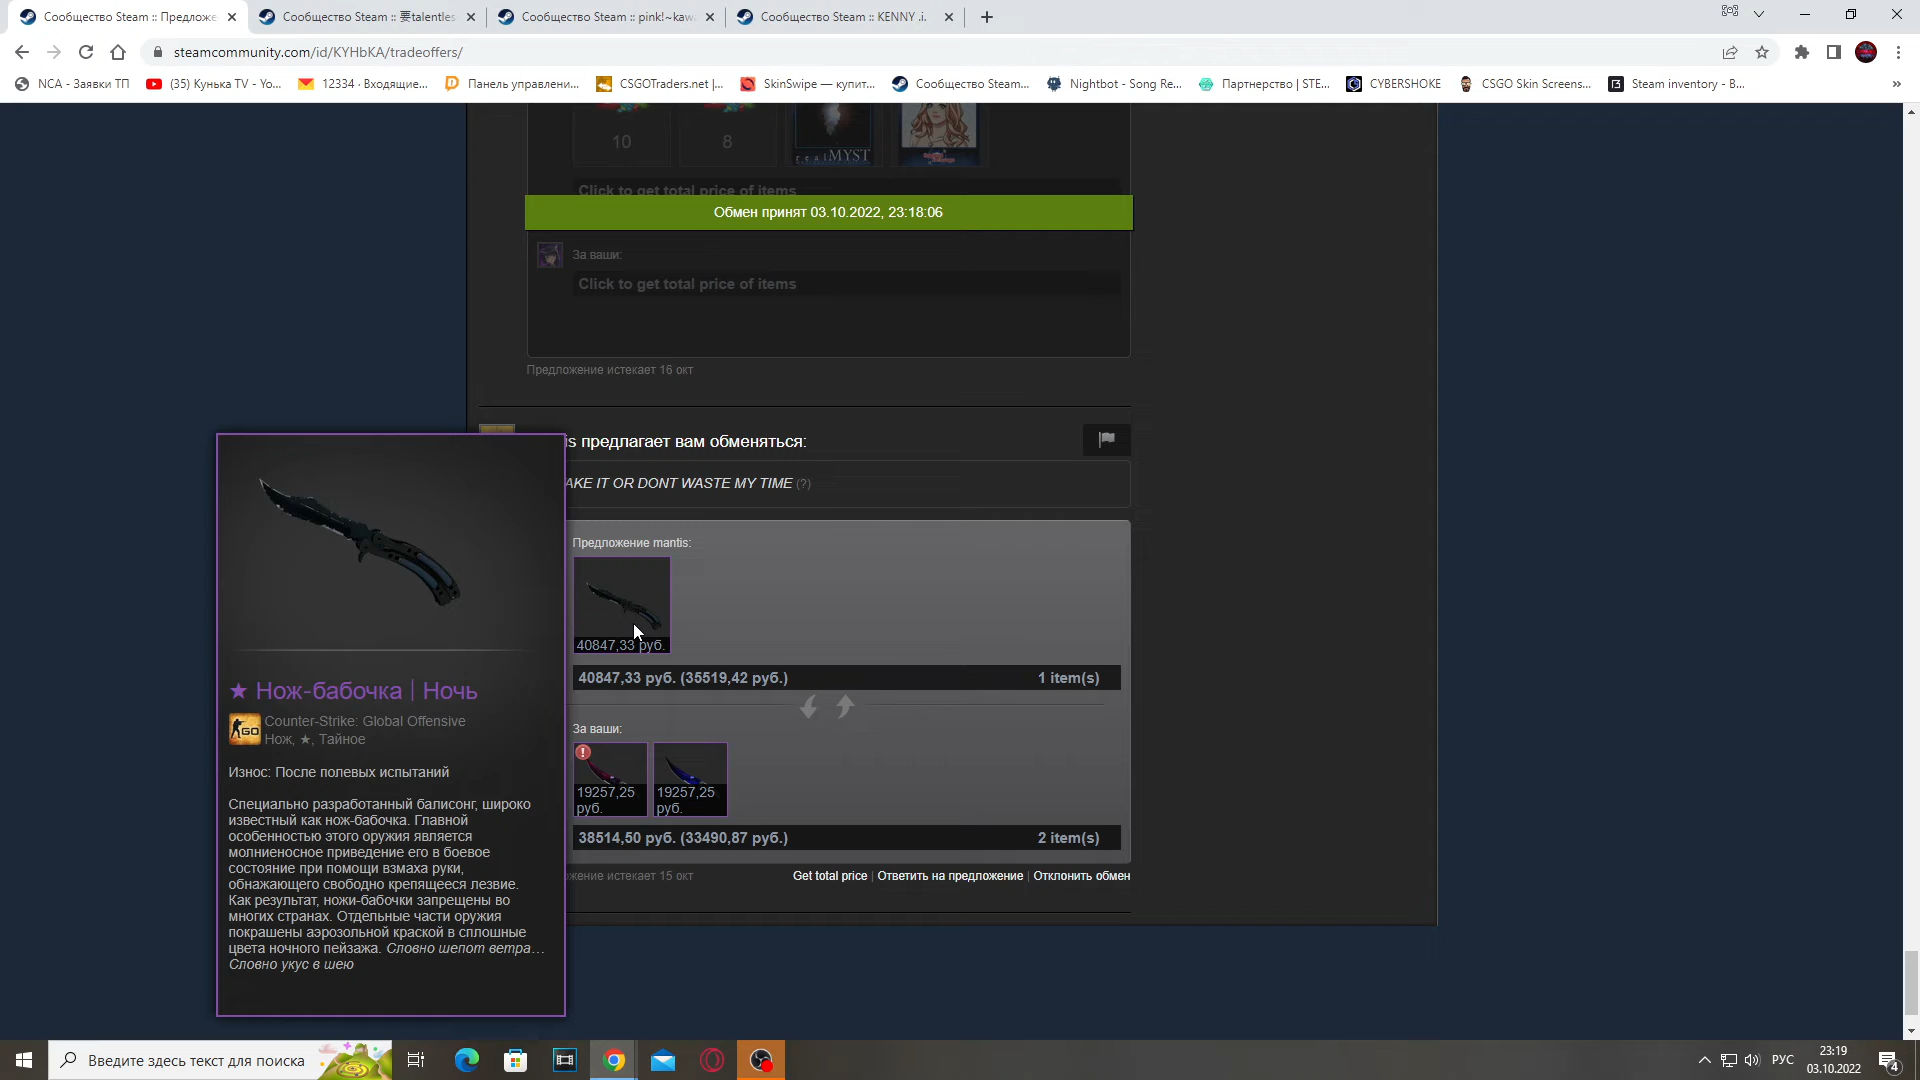 Сообщество Steam :: Предложе
Сообщество Steam :: 要talentles
Сообщество Steam :: pink!~kaw
Сообщество Steam :: KENNY .i.
steamcommunity.com/id/KYHbKA/tradeoffers/
NCA - Заявки ТП
(35) Кунька TV - Yo...
12334 · Входящие...
Панель управлени...
CSGOTraders.net |...
SkinSwipe — купит...
Сообщество Steam...
Nightbot - Song Re...
Партнерство | STE...
CYBERSHOKE
CSGO Skin Screens...
Steam inventory - B...
10
8
REALMYST
Click to get total price of items
Обмен принят 03.10.2022, 23:18:06
За ваши:
Click to get total price of items
Предложение истекает 16 окт
is предлагает вам обменяться:
AKE IT OR DONT WASTE MY TIME (?)
Предложение mantis:
40847,33 руб.
40847,33 руб. (35519,42 руб.)
1 item(s)
За ваши:
19257,25
руб.
19257,25
руб.
38514,50 руб. (33490,87 руб.)
2 item(s)
жение истекает 15 окт
Get total price | Ответить на предложение | Отклонить обмен
★ Нож-бабочка | Ночь
GO
Counter-Strike: Global Offensive
Нож, ★, Тайное
Износ: После полевых испытаний
Специально разработанный балисонг, широко
известный как нож-бабочка. Главной
особенностью этого оружия является
молниеносное приведение его в боевое
состояние при помощи взмаха руки,
обнажающего свободно крепящееся лезвие.
Как результат, ножи-бабочки запрещены во
многих странах. Отдельные части оружия
покрашены аэрозольной краской в сплошные
цвета ночного пейзажа. Словно шепот ветра…
Словно укус в шею
Введите здесь текст для поиска
РУС
23:19
03.10.2022
4